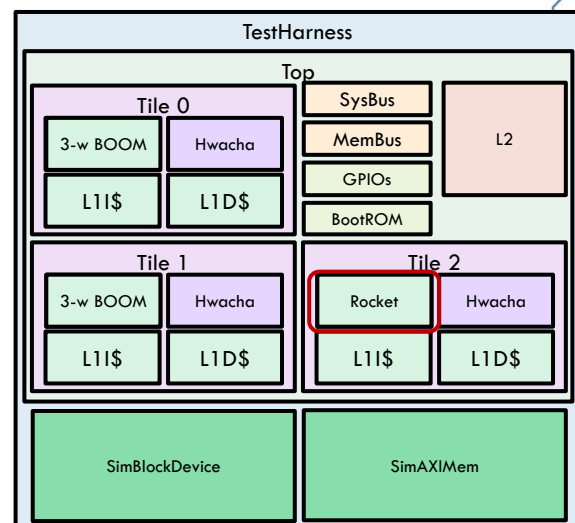 TestHarness
Top
Tile 0
3-w BOOM
Hwacha
L1I$
L1D$
SysBus
MemBus
GPIOs
BootROM
L2
Tile 1
3-w BOOM
Hwacha
L1I$
L1D$
Tile 2
Rocket
Hwacha
L1I$
L1D$
SimBlockDevice
SimAXIMem